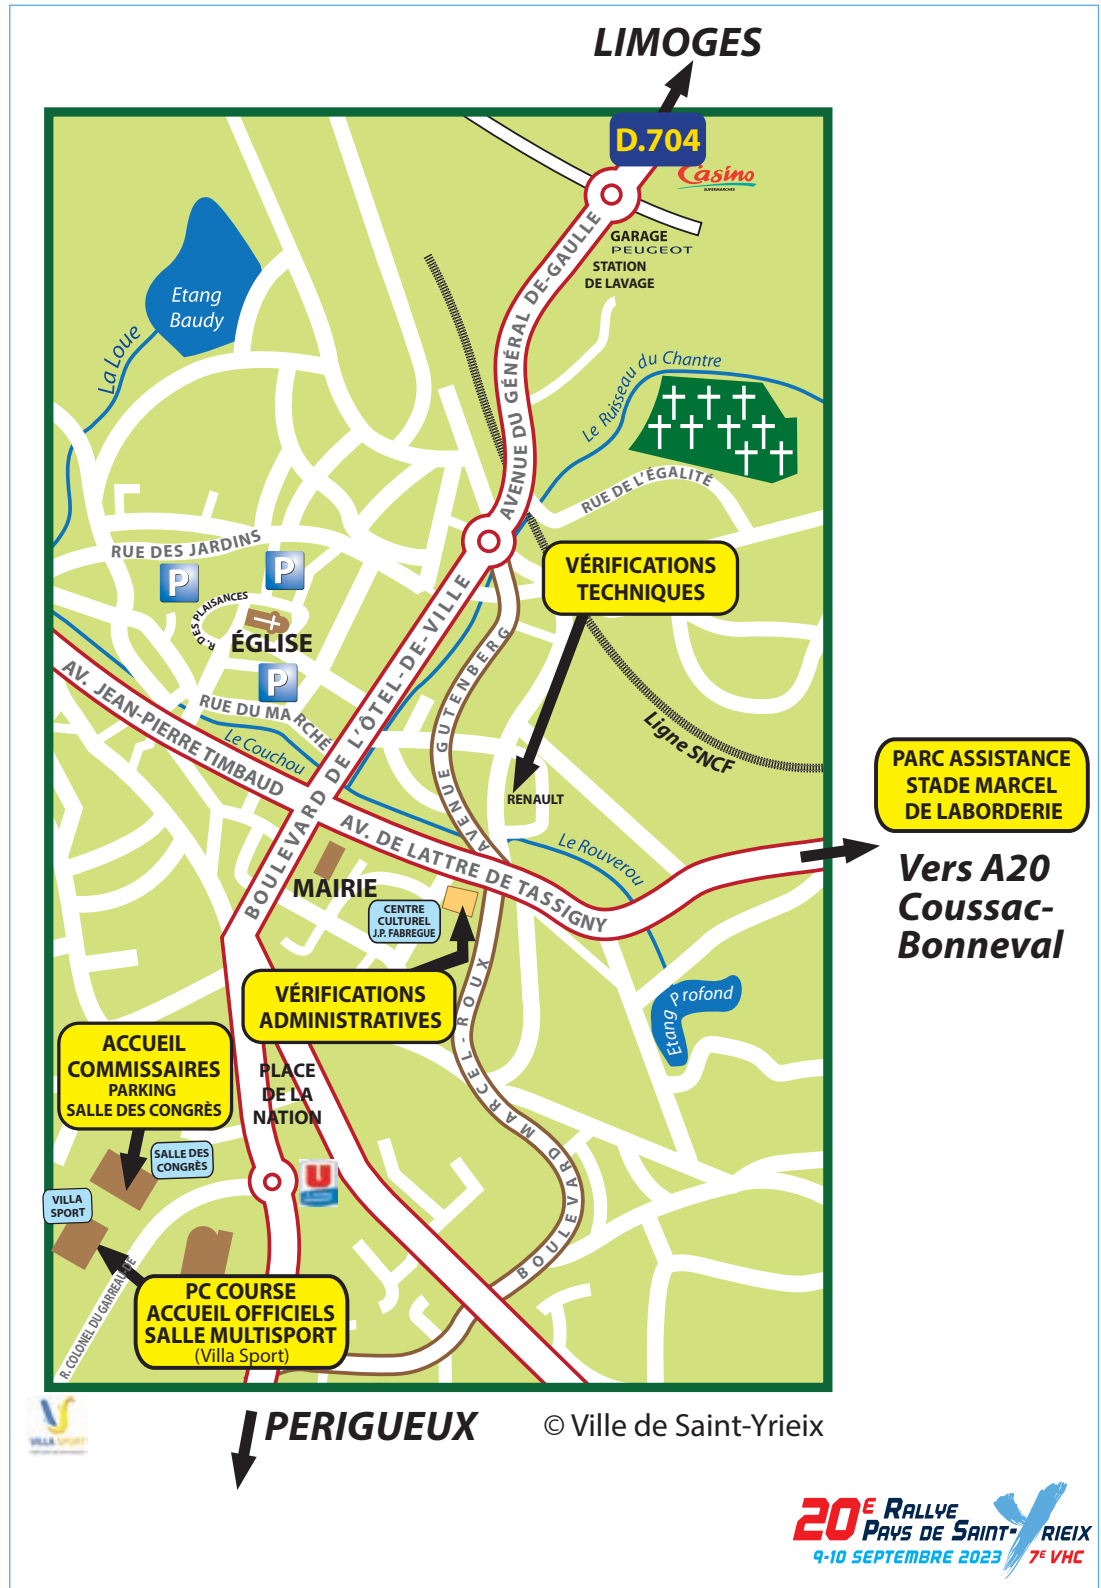 LIMOGES
D.704
Casino
SUPERMARCHÉS
GARAGE
PEUGEOT
STATION
DE LAVAGE
AVENUE DU GÉNÉRAL DE-GAULLE
Etang
Baudy
La Loue
Le Ruisseau du Chantre
RUE DE L'ÉGALITÉ
RUE DES JARDINS
P
P
R. DES PLAISANCES
ÉGLISE
P
VÉRIFICATIONS
TECHNIQUES
AV. JEAN-PIERRE TIMBAUD
RUE DU MARCHÉ
Le Couchou
BOULEVARD DE L'ÔTEL-DE-VILLE
AVENUE GUTENBERG
Ligne SNCF
RENAULT
PARC ASSISTANCE
STADE MARCEL
DE LABORDERIE
Vers A20
Coussac-
Bonneval
AV. DE LATTRE DE TASSIGNY
Le Rouverou
MAIRIE
CENTRE
CULTUREL
J.P. FABREGUE
VÉRIFICATIONS
ADMINISTRATIVES
Etang Profond
ACCUEIL
COMMISSAIRES
PARKING
SALLE DES CONGRÈS
PLACE
DE LA
NATION
BOULEVARD MARCEL-ROUX
SALLE DES
CONGRÈS
U
VILLA
SPORT
R. COLONEL DU GARREAU
PC COURSE
ACCUEIL OFFICIELS
SALLE MULTISPORT
(Villa Sport)
VILLA SPORT
PERIGUEUX
© Ville de Saint-Yrieix
20E RALLYE
PAYS DE SAINT-YRIEIX
9-10 SEPTEMBRE 2023
7E VHC